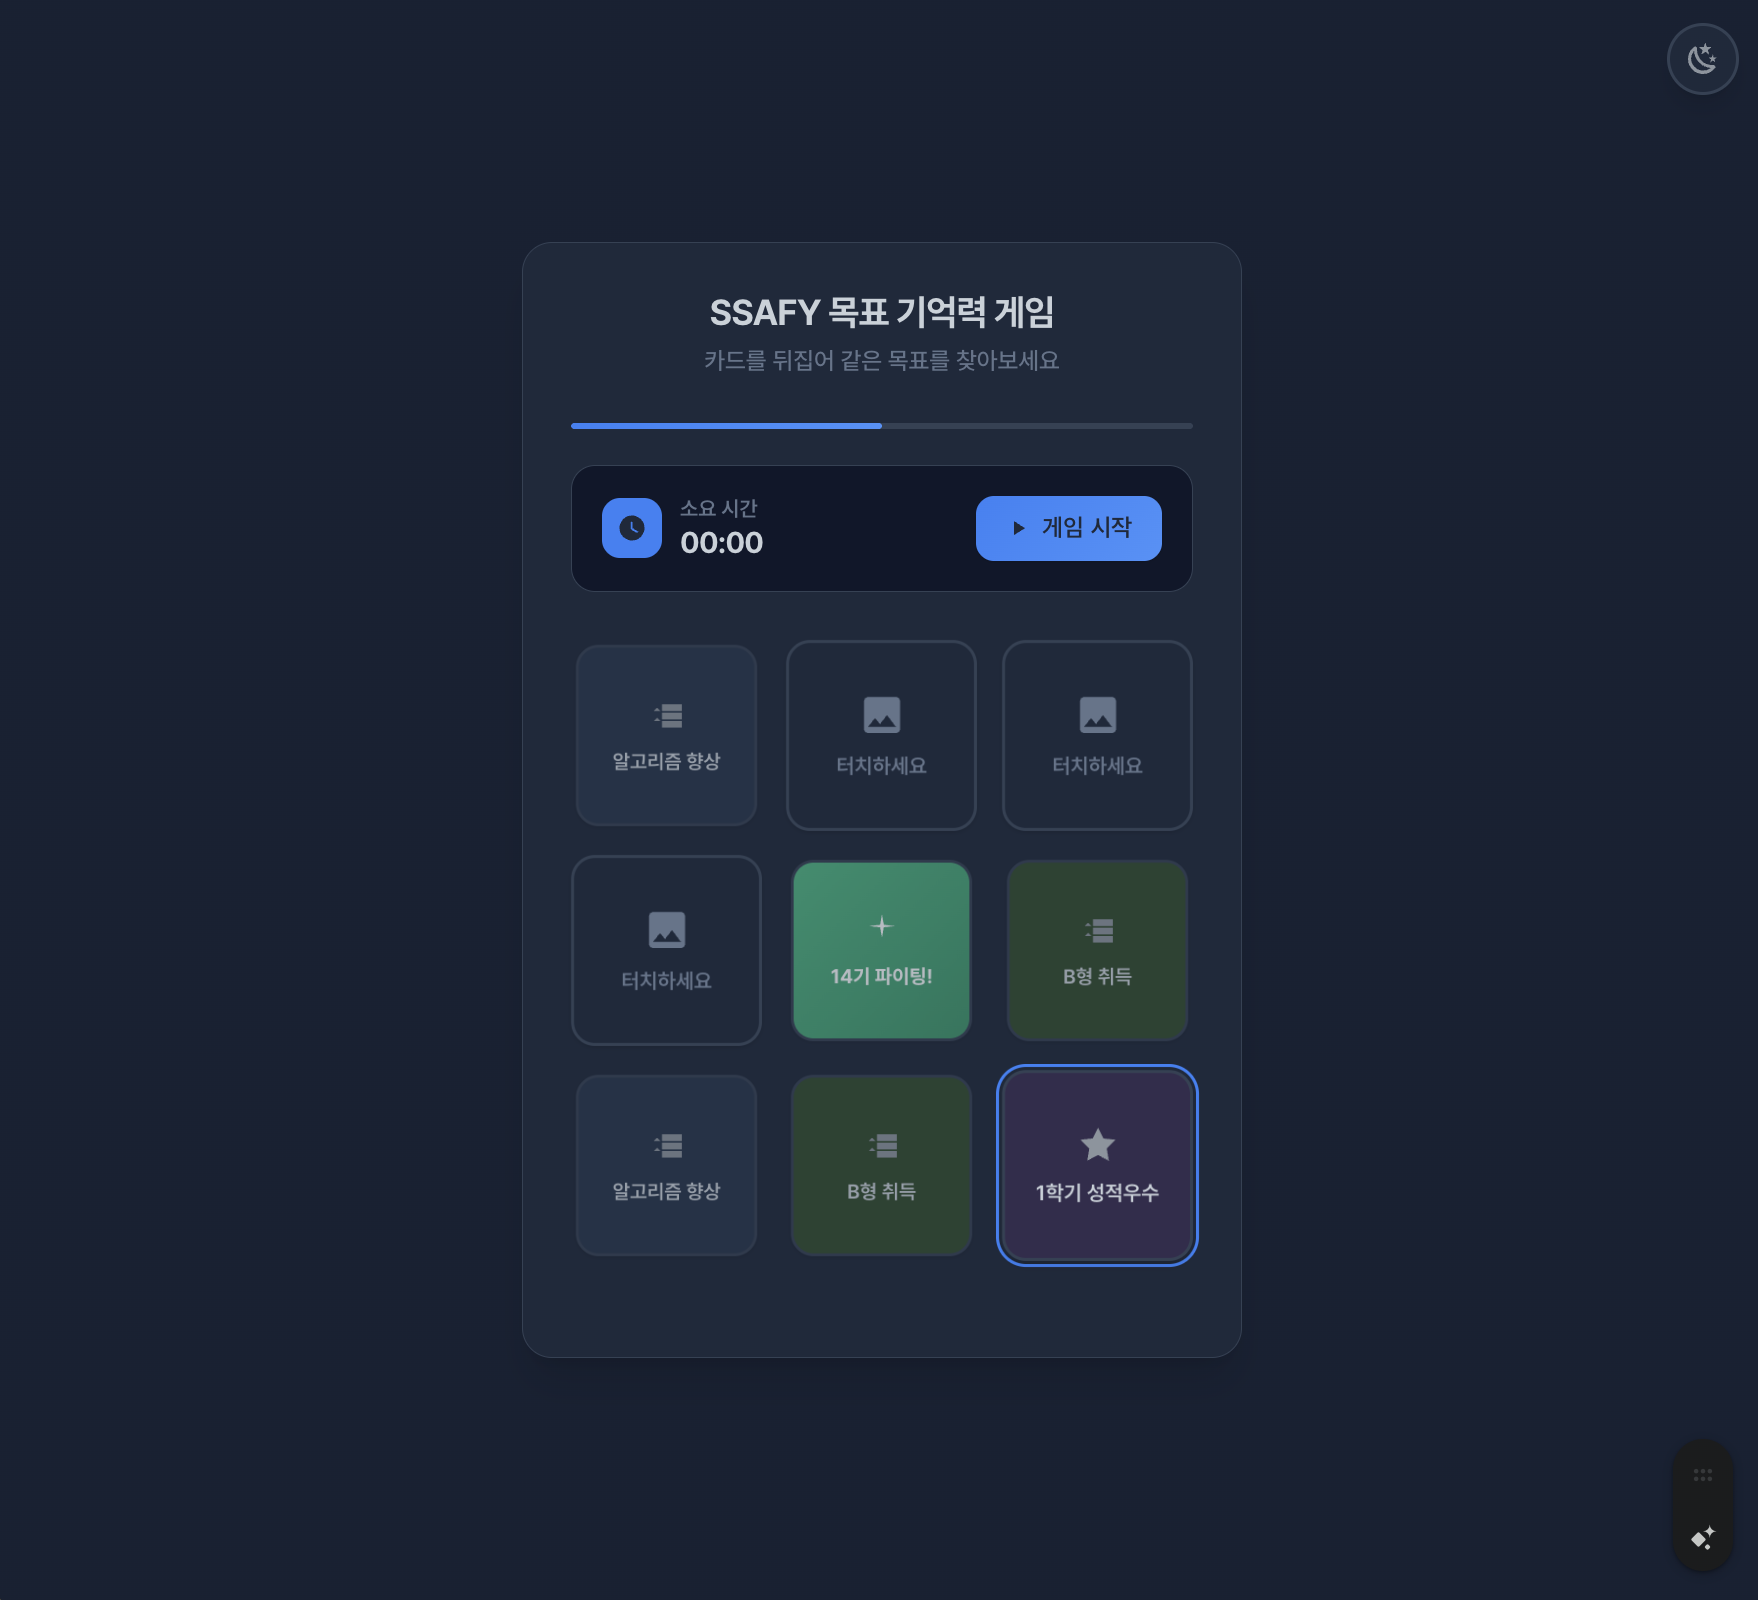 SSAFY 목표 기억력 게임
카드를 뒤집어 같은 목표를 찾아보세요
소요 시간
00:00
게임 시작
알고리즘 향상
터치하세요
터치하세요
터치하세요
14기 파이팅!
B형 취득
알고리즘 향상
B형 취득
1학기 성적우수